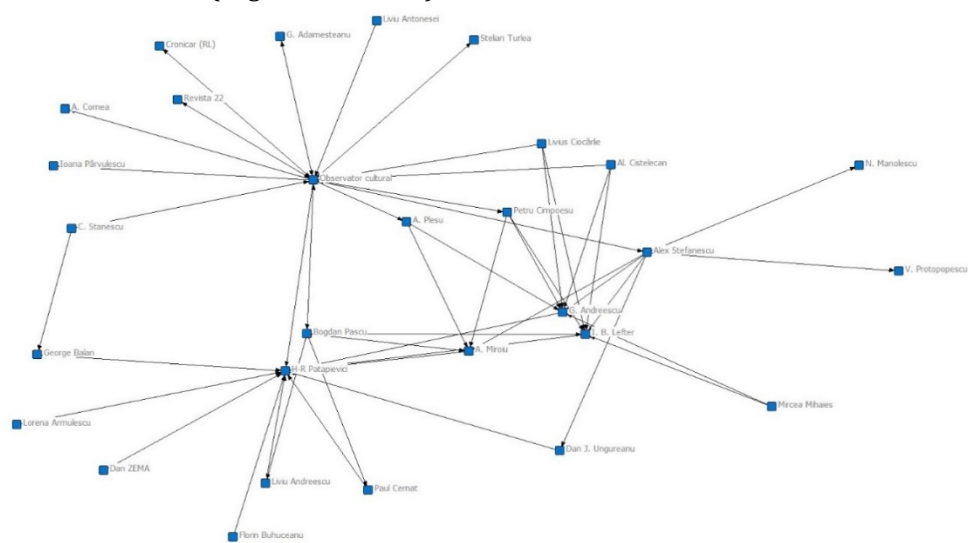 Liviu Antonesei
G. Adamesteanu
Stelian Turlea
Cronicar (RL)
Revista 22
A. Cornea
Livius Ciocârlie
Al. Cistelecan
N. Manolescu
Ioana Pârvulescu
Observator cultural
Petru Cimpoesu
A. Plesu
C. Stanescu
Alex Stefanescu
V. Protopopescu
G. Andreescu
Bogdan Pascu
I. B. Lefter
A. Miroiu
George Balan
H-R Patapievici
Mircea Mihaies
Lorena Armulescu
Dan J. Ungureanu
Dan ZEMA
Liviu Andreescu
Paul Cernat
Florin Buhuceanu